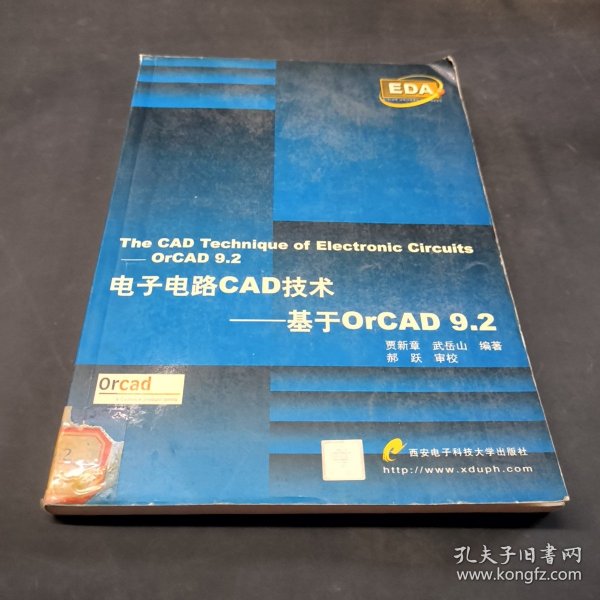 EDA
The CAD Technique of Electronic Circuits
—— OrCAD 9.2
电子电路CAD技术
——基于OrCAD 9.2
贾新章 武岳山 编著
郝 跃 审校
Orcad
2
西安电子科技大学出版社
http://www.xduph.com
孔夫子旧书网
www.kongfz.com